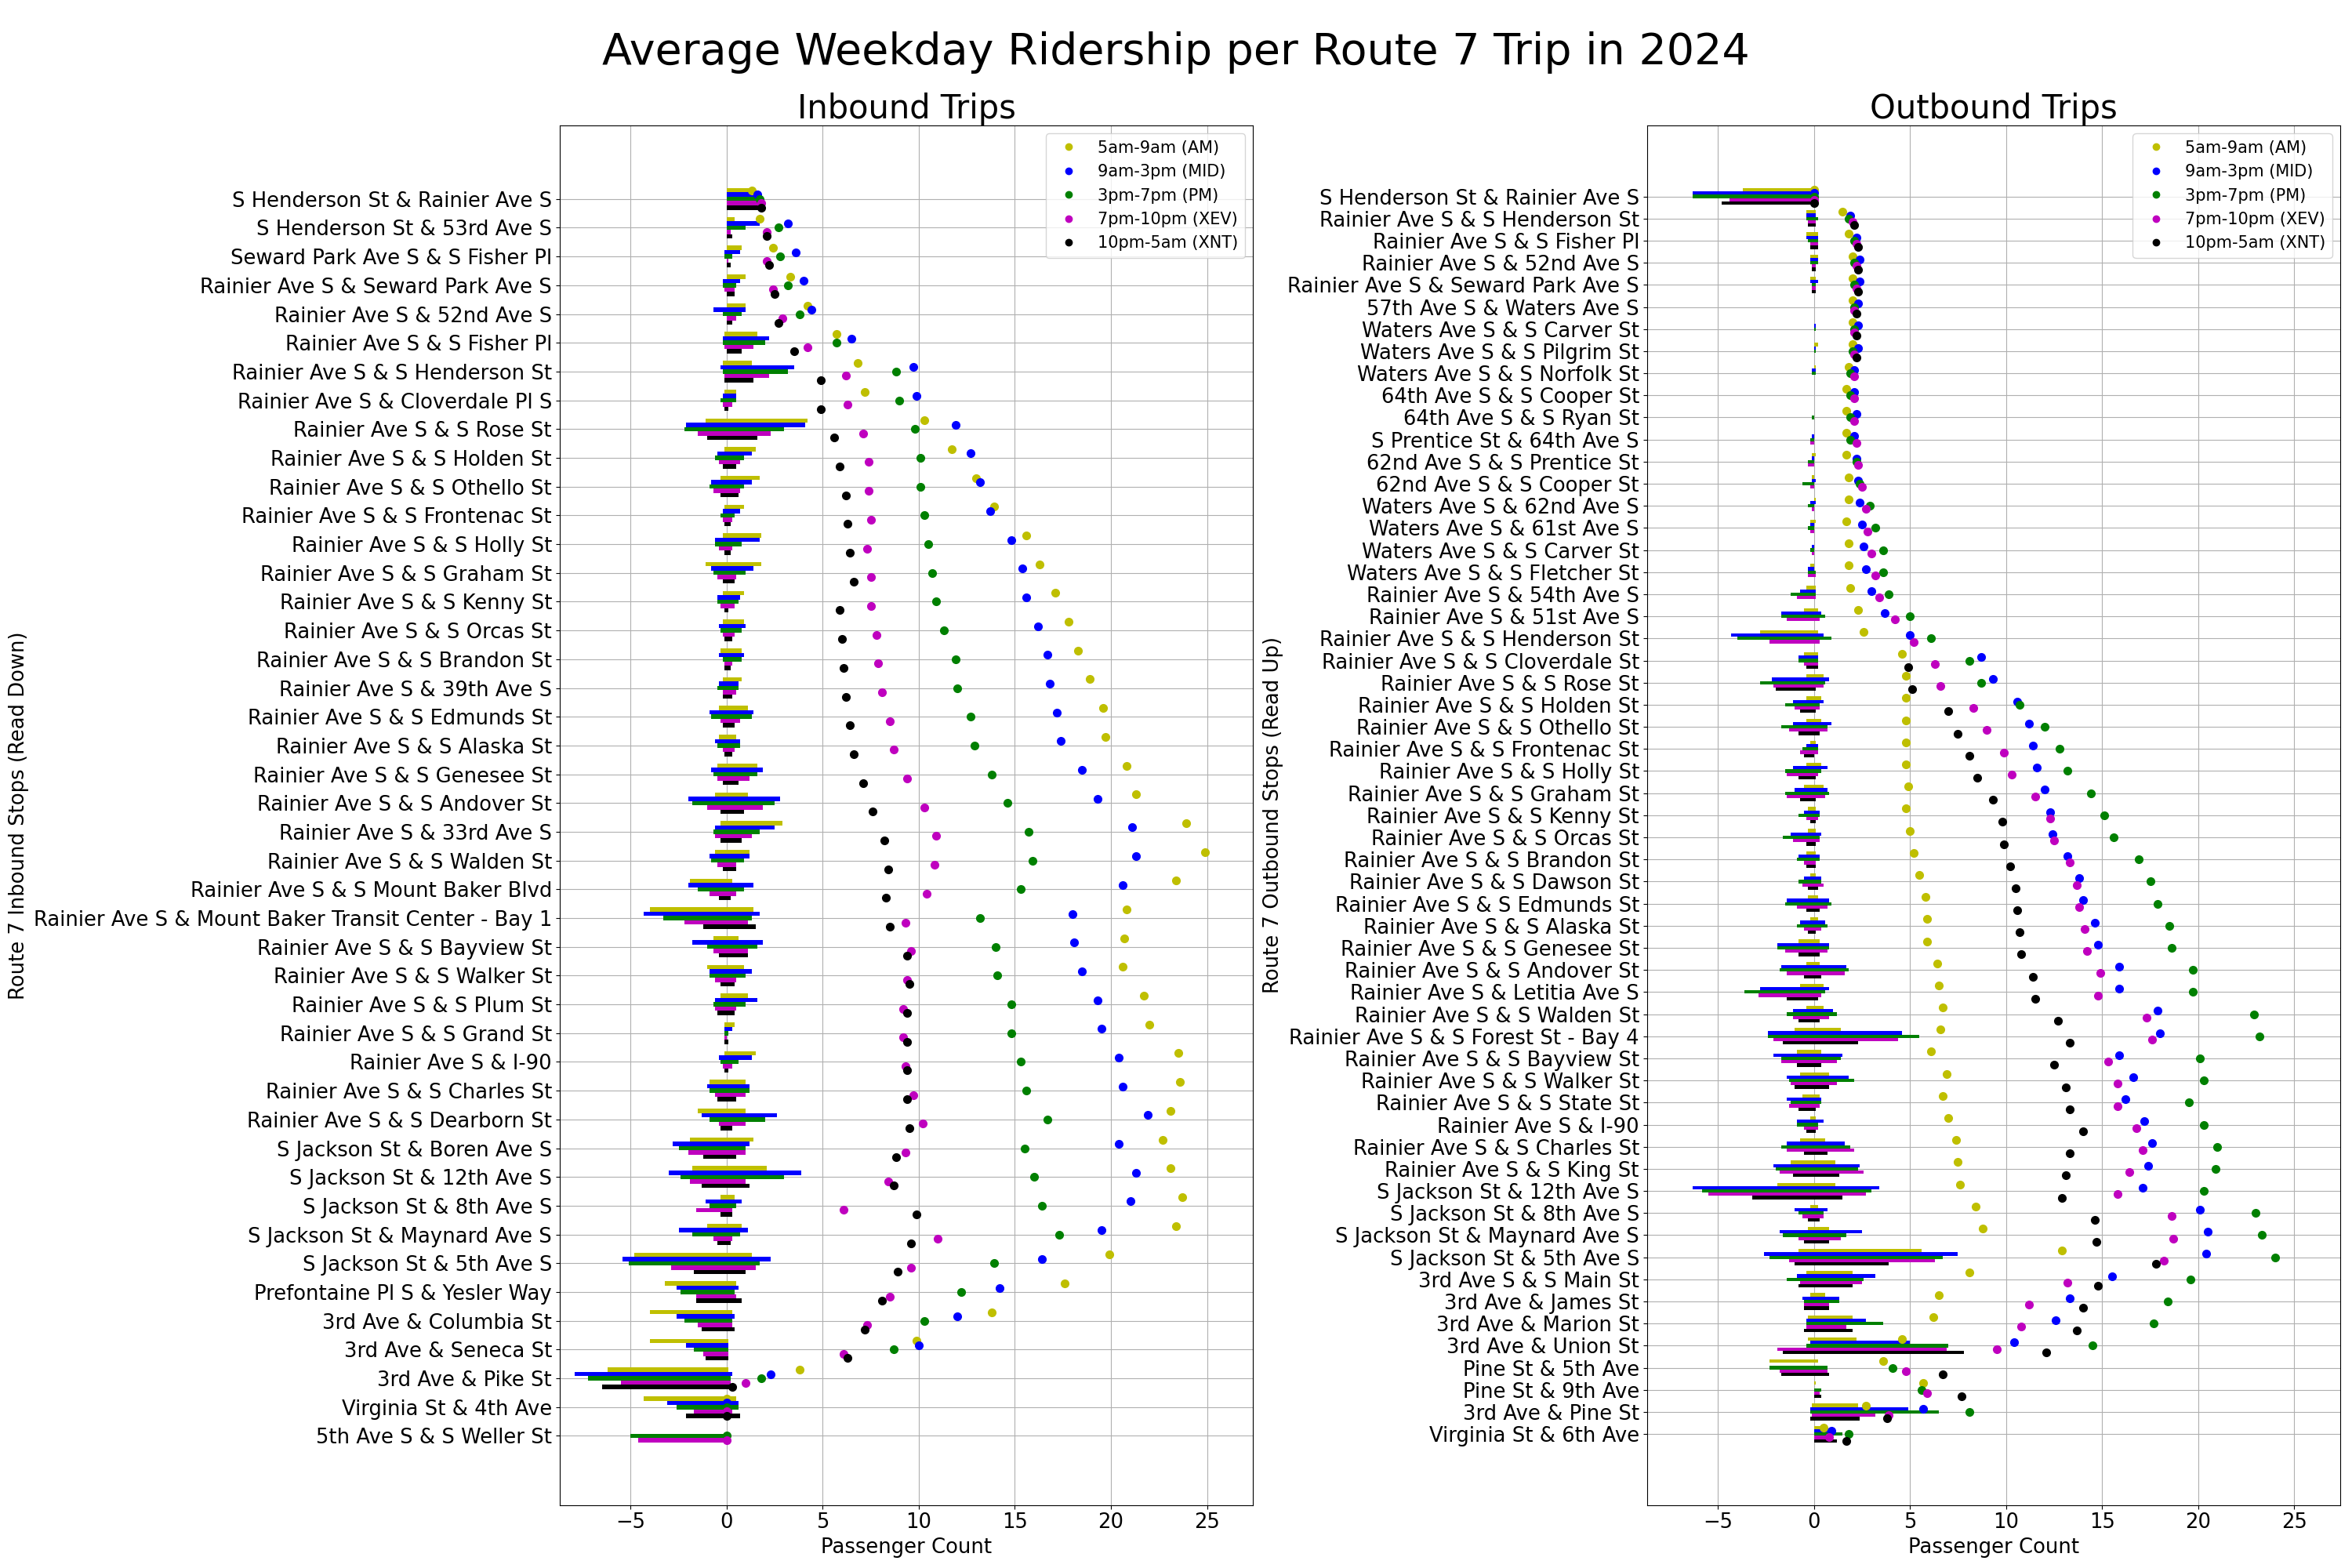 Average Weekday Ridership per Route 7 Trip in 2024
Inbound Trips
5am-9am (AM)
9am-3pm (MID)
3pm-7pm (PM)
7pm-10pm (XEV)
10pm-5am (XNT)
Route 7 Inbound Stops (Read Down)
S Henderson St & Rainier Ave S
S Henderson St & 53rd Ave S
Seward Park Ave S & S Fisher Pl
Rainier Ave S & Seward Park Ave S
Rainier Ave S & 52nd Ave S
Rainier Ave S & S Fisher Pl
Rainier Ave S & S Henderson St
Rainier Ave S & Cloverdale Pl S
Rainier Ave S & S Rose St
Rainier Ave S & S Holden St
Rainier Ave S & S Othello St
Rainier Ave S & S Frontenac St
Rainier Ave S & S Holly St
Rainier Ave S & S Graham St
Rainier Ave S & S Kenny St
Rainier Ave S & S Orcas St
Rainier Ave S & S Brandon St
Rainier Ave S & 39th Ave S
Rainier Ave S & S Edmunds St
Rainier Ave S & S Alaska St
Rainier Ave S & S Genesee St
Rainier Ave S & S Andover St
Rainier Ave S & 33rd Ave S
Rainier Ave S & S Walden St
Rainier Ave S & S Mount Baker Blvd
Rainier Ave S & Mount Baker Transit Center - Bay 1
Rainier Ave S & S Bayview St
Rainier Ave S & S Walker St
Rainier Ave S & S Plum St
Rainier Ave S & S Grand St
Rainier Ave S & I-90
Rainier Ave S & S Charles St
Rainier Ave S & S Dearborn St
S Jackson St & Boren Ave S
S Jackson St & 12th Ave S
S Jackson St & 8th Ave S
S Jackson St & Maynard Ave S
S Jackson St & 5th Ave S
Prefontaine Pl S & Yesler Way
3rd Ave & Columbia St
3rd Ave & Seneca St
3rd Ave & Pike St
Virginia St & 4th Ave
5th Ave S & S Weller St
−5 0 5 10 15 20 25
Passenger Count
Outbound Trips
5am-9am (AM)
9am-3pm (MID)
3pm-7pm (PM)
7pm-10pm (XEV)
10pm-5am (XNT)
Route 7 Outbound Stops (Read Up)
S Henderson St & Rainier Ave S
Rainier Ave S & S Henderson St
Rainier Ave S & S Fisher Pl
Rainier Ave S & 52nd Ave S
Rainier Ave S & Seward Park Ave S
57th Ave S & Waters Ave S
Waters Ave S & S Carver St
Waters Ave S & S Pilgrim St
Waters Ave S & S Norfolk St
64th Ave S & S Cooper St
64th Ave S & S Ryan St
S Prentice St & 64th Ave S
62nd Ave S & S Prentice St
62nd Ave S & S Cooper St
Waters Ave S & 62nd Ave S
Waters Ave S & 61st Ave S
Waters Ave S & S Carver St
Waters Ave S & S Fletcher St
Rainier Ave S & 54th Ave S
Rainier Ave S & 51st Ave S
Rainier Ave S & S Henderson St
Rainier Ave S & S Cloverdale St
Rainier Ave S & S Rose St
Rainier Ave S & S Holden St
Rainier Ave S & S Othello St
Rainier Ave S & S Frontenac St
Rainier Ave S & S Holly St
Rainier Ave S & S Graham St
Rainier Ave S & S Kenny St
Rainier Ave S & S Orcas St
Rainier Ave S & S Brandon St
Rainier Ave S & S Dawson St
Rainier Ave S & S Edmunds St
Rainier Ave S & S Alaska St
Rainier Ave S & S Genesee St
Rainier Ave S & S Andover St
Rainier Ave S & Letitia Ave S
Rainier Ave S & S Walden St
Rainier Ave S & S Forest St - Bay 4
Rainier Ave S & S Bayview St
Rainier Ave S & S Walker St
Rainier Ave S & S State St
Rainier Ave S & I-90
Rainier Ave S & S Charles St
Rainier Ave S & S King St
S Jackson St & 12th Ave S
S Jackson St & 8th Ave S
S Jackson St & Maynard Ave S
S Jackson St & 5th Ave S
3rd Ave S & S Main St
3rd Ave & James St
3rd Ave & Marion St
3rd Ave & Union St
Pine St & 5th Ave
Pine St & 9th Ave
3rd Ave & Pine St
Virginia St & 6th Ave
−5 0 5 10 15 20 25
Passenger Count